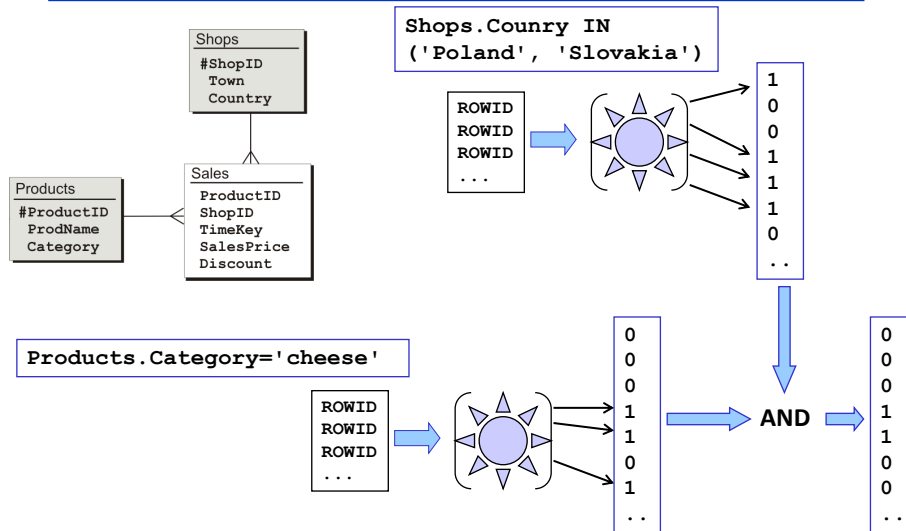 Shops
#ShopID
Town
Country
Products
#ProductID
ProdName
Category
Sales
ProductID
ShopID
TimeKey
SalesPrice
Discount
Shops.Counry IN
('Poland', 'Slovakia')
ROWID
ROWID
ROWID
...
1
0
0
1
1
1
0
..
Products.Category='cheese'
ROWID
ROWID
ROWID
...
0
0
0
1
1
0
1
..
AND
0
0
0
1
1
0
0
..